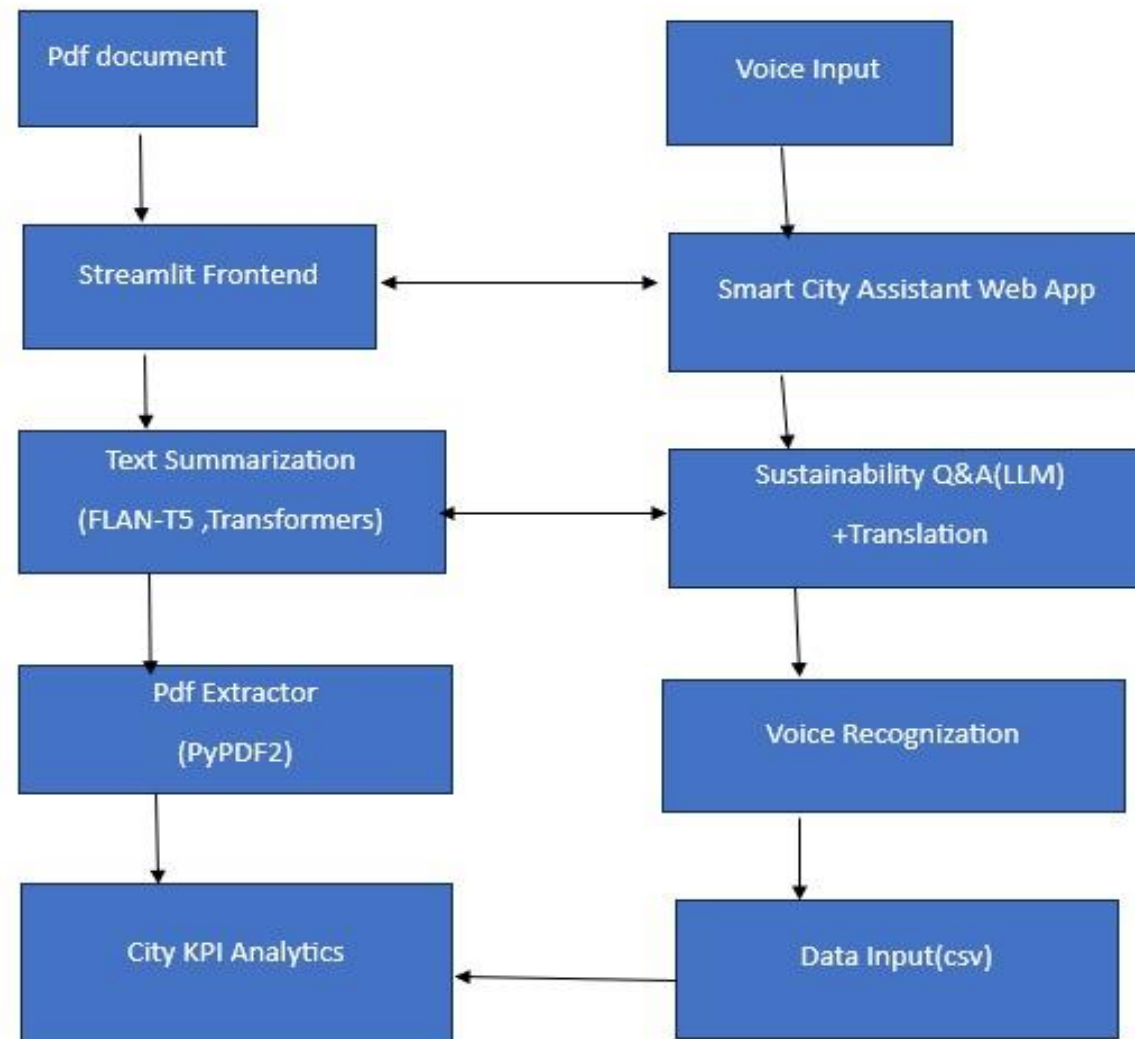 Pdf document
Voice Input
Streamlit Frontend
Smart City Assistant Web App
Text Summarization
(FLAN-T5 ,Transformers)
Sustainability Q&A(LLM)
+Translation
Pdf Extractor
(PyPDF2)
Voice Recognization
City KPI Analytics
Data Input(csv)